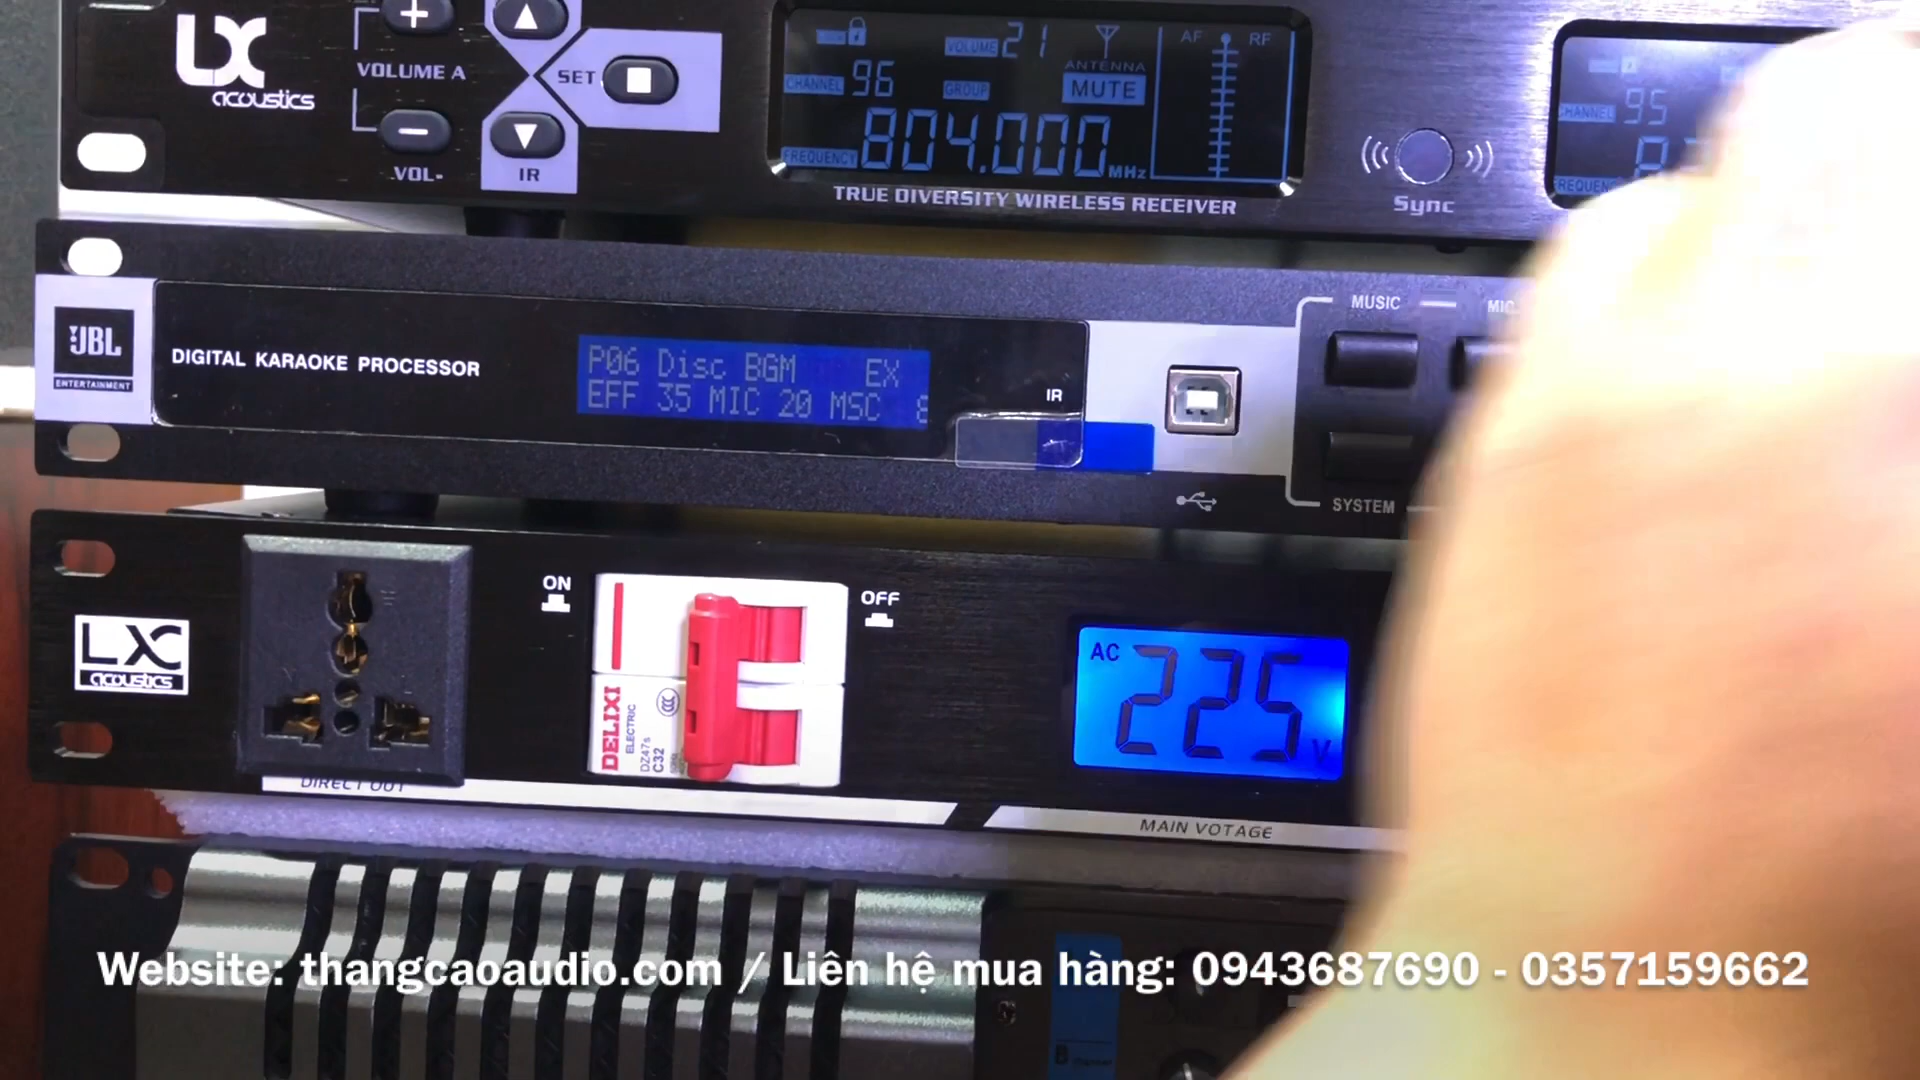 LX
acoustics
VOLUME A
VOL-
SET
IR
VOLUME 21
CHANNEL 96
GROUP
ANTENNA
MUTE
AF RF
FREQUENCY 804.000 MHz
TRUE DIVERSITY WIRELESS RECEIVER
Sync
CHANNEL 95
JBL
ENTERTAINMENT
DIGITAL KARAOKE PROCESSOR
P06 Disc BGM EX
EFF 35 MIC 20 MSC
IR
MUSIC
SYSTEM
LXC
acoustics
ON
OFF
DELIXI
ELECTRIC
DZ47s
C32
AC 225 V
DIRECT OUT
MAIN VOTAGE
Website: thangcaoaudio.com / Liên hệ mua hàng: 0943687690 - 0357159662